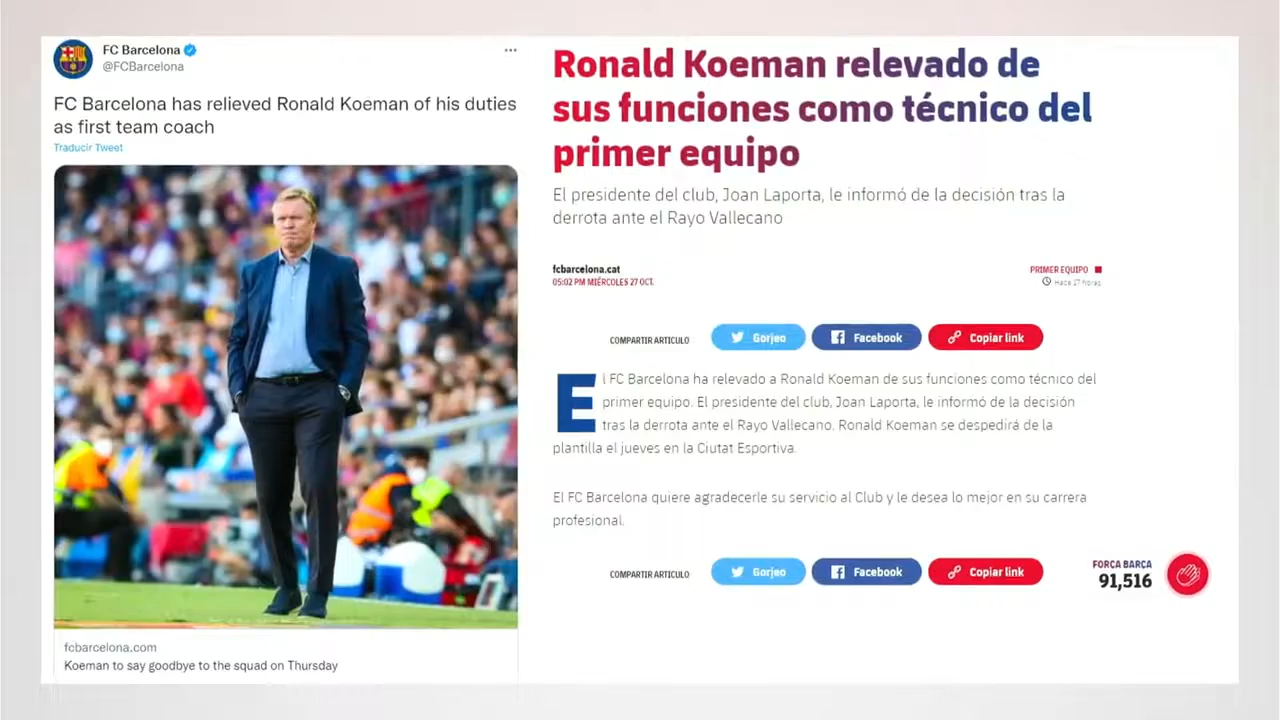 FC Barcelona
@FCBarcelona
FC Barcelona has relieved Ronald Koeman of his duties
as first team coach
Traducir Tweet
fcbarcelona.com
Koeman to say goodbye to the squad on Thursday
Ronald Koeman relevado de
sus funciones como técnico del
primer equipo
El presidente del club, Joan Laporta, le informó de la decisión tras la
derrota ante el Rayo Vallecano
fcbarcelona.cat
05:02 PM MIÉRCOLES 27 OCT.
PRIMER EQUIPO
Hace 17 horas
COMPARTIR ARTICULO Gorjeo Facebook Copiar link
El FC Barcelona ha relevado a Ronald Koeman de sus funciones como técnico del
primer equipo. El presidente del club, Joan Laporta, le informó de la decisión
tras la derrota ante el Rayo Vallecano. Ronald Koeman se despedirá de la
plantilla el jueves en la Ciutat Esportiva.
El FC Barcelona quiere agradecerle su servicio al Club y le desea lo mejor en su carrera
profesional.
COMPARTIR ARTICULO Gorjeo Facebook Copiar link
FORÇA BARÇA
91,516